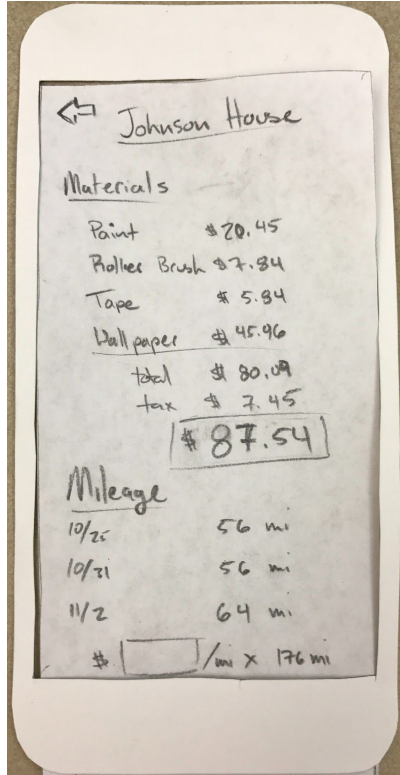 Johnson House
Materials
Paint $20.45
Roller Brush $7.84
Tape $5.84
Wallpaper $45.96
total $80.09
tax $7.45
$87.54
Mileage
10/25 56 mi
10/31 56 mi
11/2 64 mi
$ /mi x 176 mi